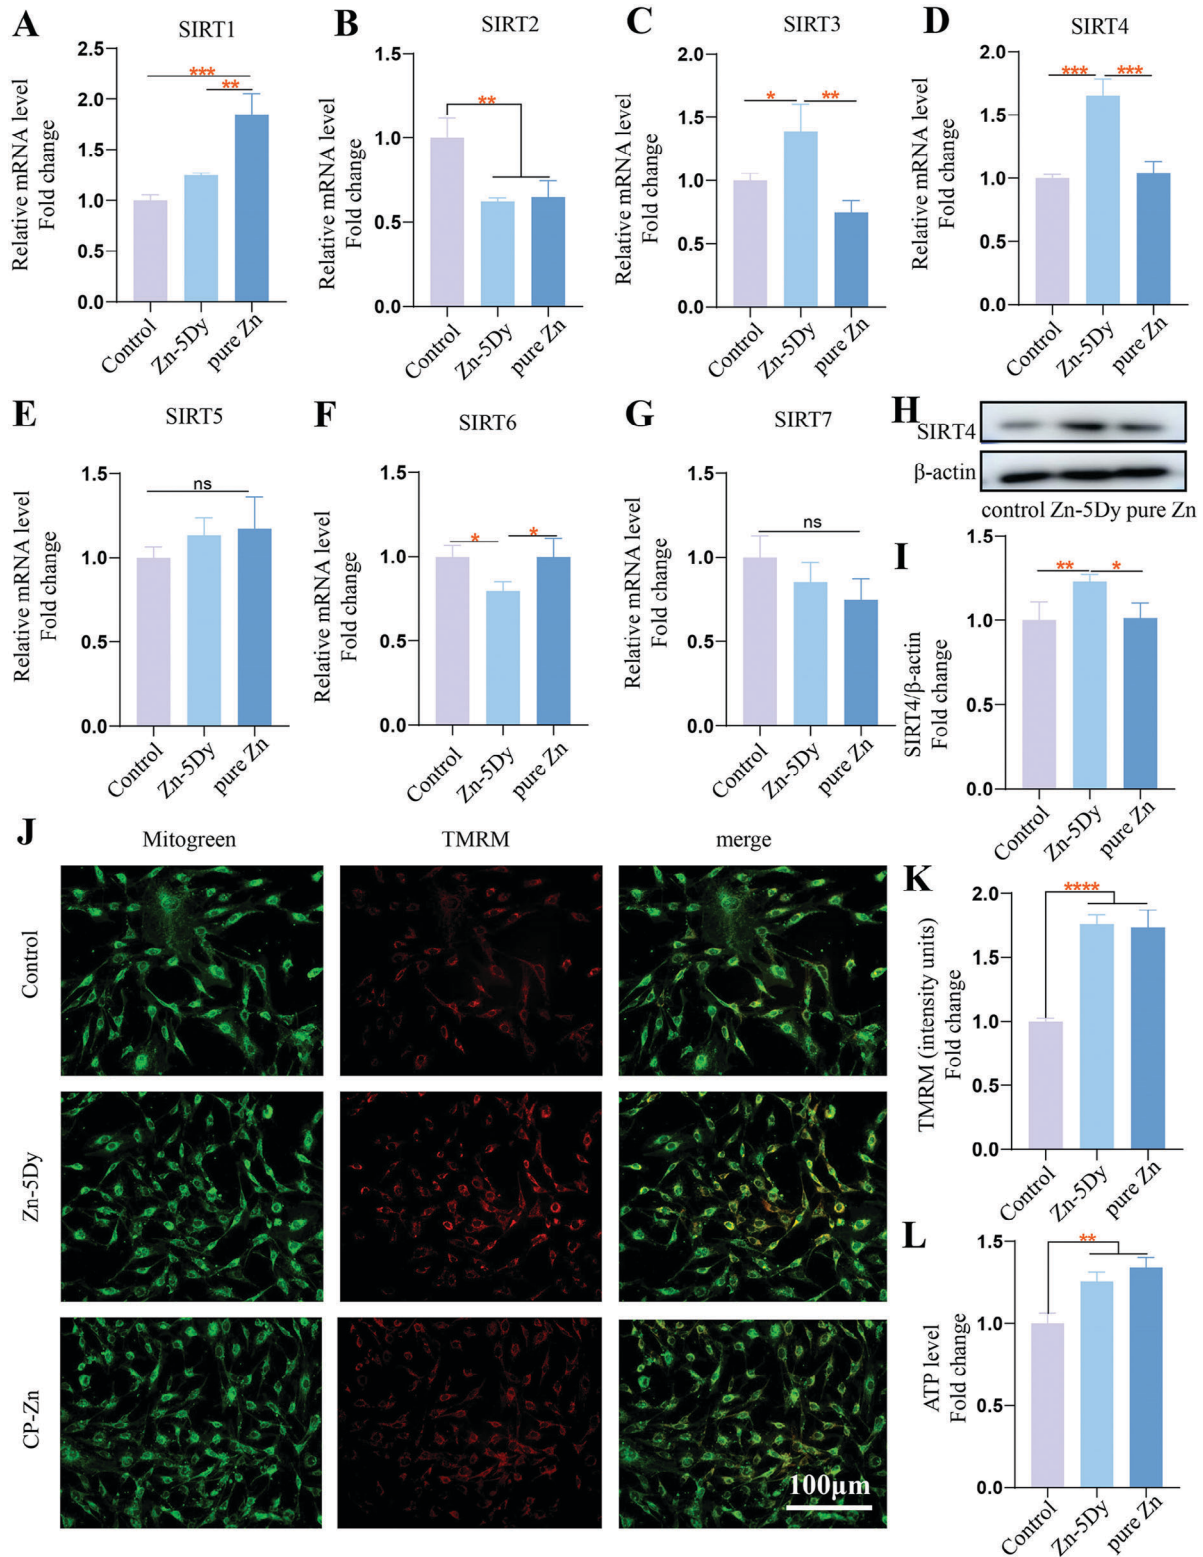 A
SIRT1
Relative mRNA level
Fold change
2.5
2.0
1.5
1.0
0.5
0.0
***
**
Control
Zn-5Dy
pure Zn
B
SIRT2
Relative mRNA level
Fold change
1.5
1.0
0.5
0.0
**
Control
Zn-5Dy
pure Zn
C
SIRT3
Relative mRNA level
Fold change
2.0
1.5
1.0
0.5
0.0
*
**
Control
Zn-5Dy
pure Zn
D
SIRT4
Relative mRNA level
Fold change
2.0
1.5
1.0
0.5
0.0
***
***
Control
Zn-5Dy
pure Zn
E
SIRT5
Relative mRNA level
Fold change
1.5
1.0
0.5
0.0
ns
Control
Zn-5Dy
pure Zn
F
SIRT6
Relative mRNA level
Fold change
1.5
1.0
0.5
0.0
*
*
Control
Zn-5Dy
pure Zn
G
SIRT7
Relative mRNA level
Fold change
1.5
1.0
0.5
0.0
ns
Control
Zn-5Dy
pure Zn
H
SIRT4
β-actin
control Zn-5Dy pure Zn
I
SIRT4/β-actin
Fold change
1.5
1.0
0.5
0.0
**
*
Control
Zn-5Dy
pure Zn
J
Mitogreen
TMRM
merge
Control
Zn-5Dy
CP-Zn
100μm
K
TMRM (intensity units)
Fold change
2.0
1.5
1.0
0.5
0.0
****
Control
Zn-5Dy
pure Zn
L
ATP level
Fold change
1.5
1.0
0.5
0.0
**
Control
Zn-5Dy
pure Zn